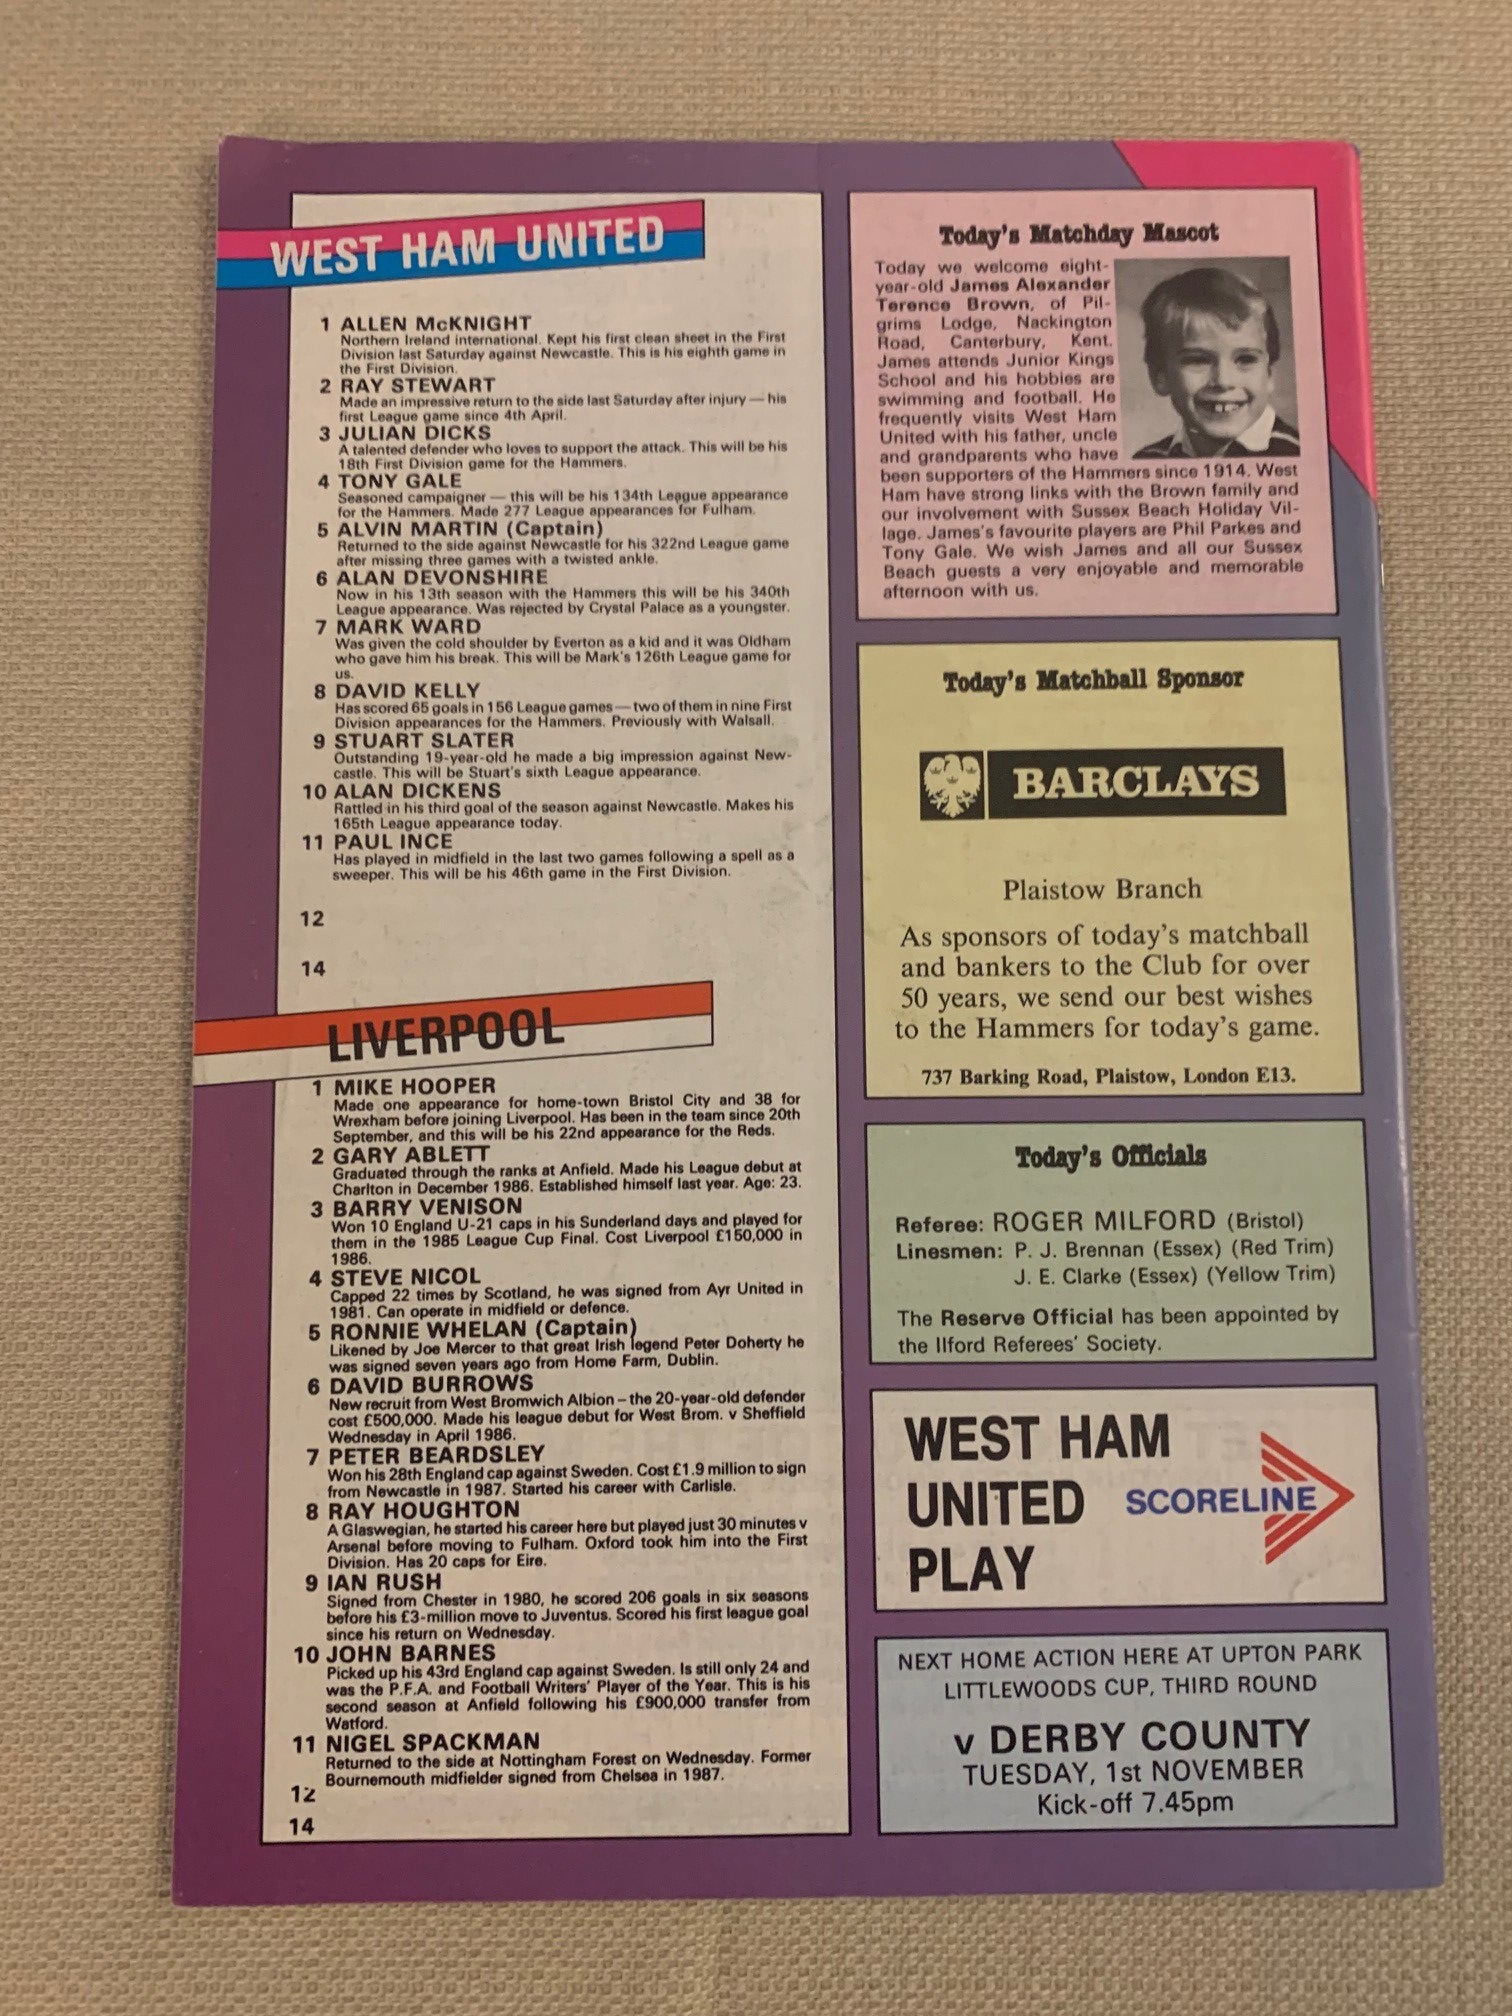 WEST HAM UNITED
1 ALLEN McKNIGHT
Northern Ireland international. Kept his first clean sheet in the First
Division last Saturday against Newcastle. This is his eighth game in
the First Division.
2 RAY STEWART
Made an impressive return to the side last Saturday after injury — his
first League game since 4th April.
3 JULIAN DICKS
A talented defender who loves to support the attack. This will be his
18th First Division game for the Hammers.
4 TONY GALE
Seasoned campaigner — this will be his 134th League appearance
for the Hammers. Made 277 League appearances for Fulham.
5 ALVIN MARTIN (Captain)
Returned to the side against Newcastle for his 322nd League game
after missing three games with a twisted ankle.
6 ALAN DEVONSHIRE
Now in his 13th season with the Hammers this will be his 340th
League appearance. Was rejected by Crystal Palace as a youngster.
7 MARK WARD
Was given the cold shoulder by Everton as a kid and it was Oldham
who gave him his break. This will be Mark's 126th League game for
us.
8 DAVID KELLY
Has scored 65 goals in 156 League games — two of them in nine First
Division appearances for the Hammers. Previously with Walsall.
9 STUART SLATER
Outstanding 19-year-old he made a big impression against New-
castle. This will be Stuart's sixth League appearance.
10 ALAN DICKENS
Rattled in his third goal of the season against Newcastle. Makes his
165th League appearance today.
11 PAUL INCE
Has played in midfield in the last two games following a spell as a
sweeper. This will be his 46th game in the First Division.
12
14
LIVERPOOL
1 MIKE HOOPER
Made one appearance for home-town Bristol City and 38 for
Wrexham before joining Liverpool. Has been in the team since 20th
September, and this will be his 22nd appearance for the Reds.
2 GARY ABLETT
Graduated through the ranks at Anfield. Made his League debut at
Charlton in December 1986. Established himself last year. Age: 23.
3 BARRY VENISON
Won 10 England U-21 caps in his Sunderland days and played for
them in the 1985 League Cup Final. Cost Liverpool £150,000 in
1986.
4 STEVE NICOL
Capped 22 times by Scotland, he was signed from Ayr United in
1981. Can operate in midfield or defence.
5 RONNIE WHELAN (Captain)
Likened by Joe Mercer to that great Irish legend Peter Doherty he
was signed seven years ago from Home Farm, Dublin.
6 DAVID BURROWS
New recruit from West Bromwich Albion – the 20-year-old defender
cost £500,000. Made his league debut for West Brom. v Sheffield
Wednesday in April 1986.
7 PETER BEARDSLEY
Won his 28th England cap against Sweden. Cost £1.9 million to sign
from Newcastle in 1987. Started his career with Carlisle.
8 RAY HOUGHTON
A Glaswegian, he started his career here but played just 30 minutes v
Arsenal before moving to Fulham. Oxford took him into the First
Division. Has 20 caps for Eire.
9 IAN RUSH
Signed from Chester in 1980, he scored 206 goals in six seasons
before his £3-million move to Juventus. Scored his first league goal
since his return on Wednesday.
10 JOHN BARNES
Picked up his 43rd England cap against Sweden. Is still only 24 and
was the P.F.A. and Football Writers' Player of the Year. This is his
second season at Anfield following his £900,000 transfer from
Watford.
11 NIGEL SPACKMAN
Returned to the side at Nottingham Forest on Wednesday. Former
Bournemouth midfielder signed from Chelsea in 1987.
12
14
Today's Matchday Mascot
Today we welcome eight-
year-old James Alexander
Terence Brown, of Pil-
grims Lodge, Nackington
Road, Canterbury, Kent.
James attends Junior Kings
School and his hobbies are
swimming and football. He
frequently visits West Ham
United with his father, uncle
and grandparents who have
been supporters of the Hammers since 1914. West
Ham have strong links with the Brown family and
our involvement with Sussex Beach Holiday Vil-
lage. James's favourite players are Phil Parkes and
Tony Gale. We wish James and all our Sussex
Beach guests a very enjoyable and memorable
afternoon with us.
Today's Matchball Sponsor
BARCLAYS
Plaistow Branch
As sponsors of today's matchball
and bankers to the Club for over
50 years, we send our best wishes
to the Hammers for today's game.
737 Barking Road, Plaistow, London E13.
Today's Officials
Referee: ROGER MILFORD (Bristol)
Linesmen: P. J. Brennan (Essex) (Red Trim)
J. E. Clarke (Essex) (Yellow Trim)
The Reserve Official has been appointed by
the Ilford Referees' Society.
WEST HAM
UNITED
PLAY
SCORELINE
NEXT HOME ACTION HERE AT UPTON PARK
LITTLEWOODS CUP, THIRD ROUND
v DERBY COUNTY
TUESDAY, 1st NOVEMBER
Kick-off 7.45pm